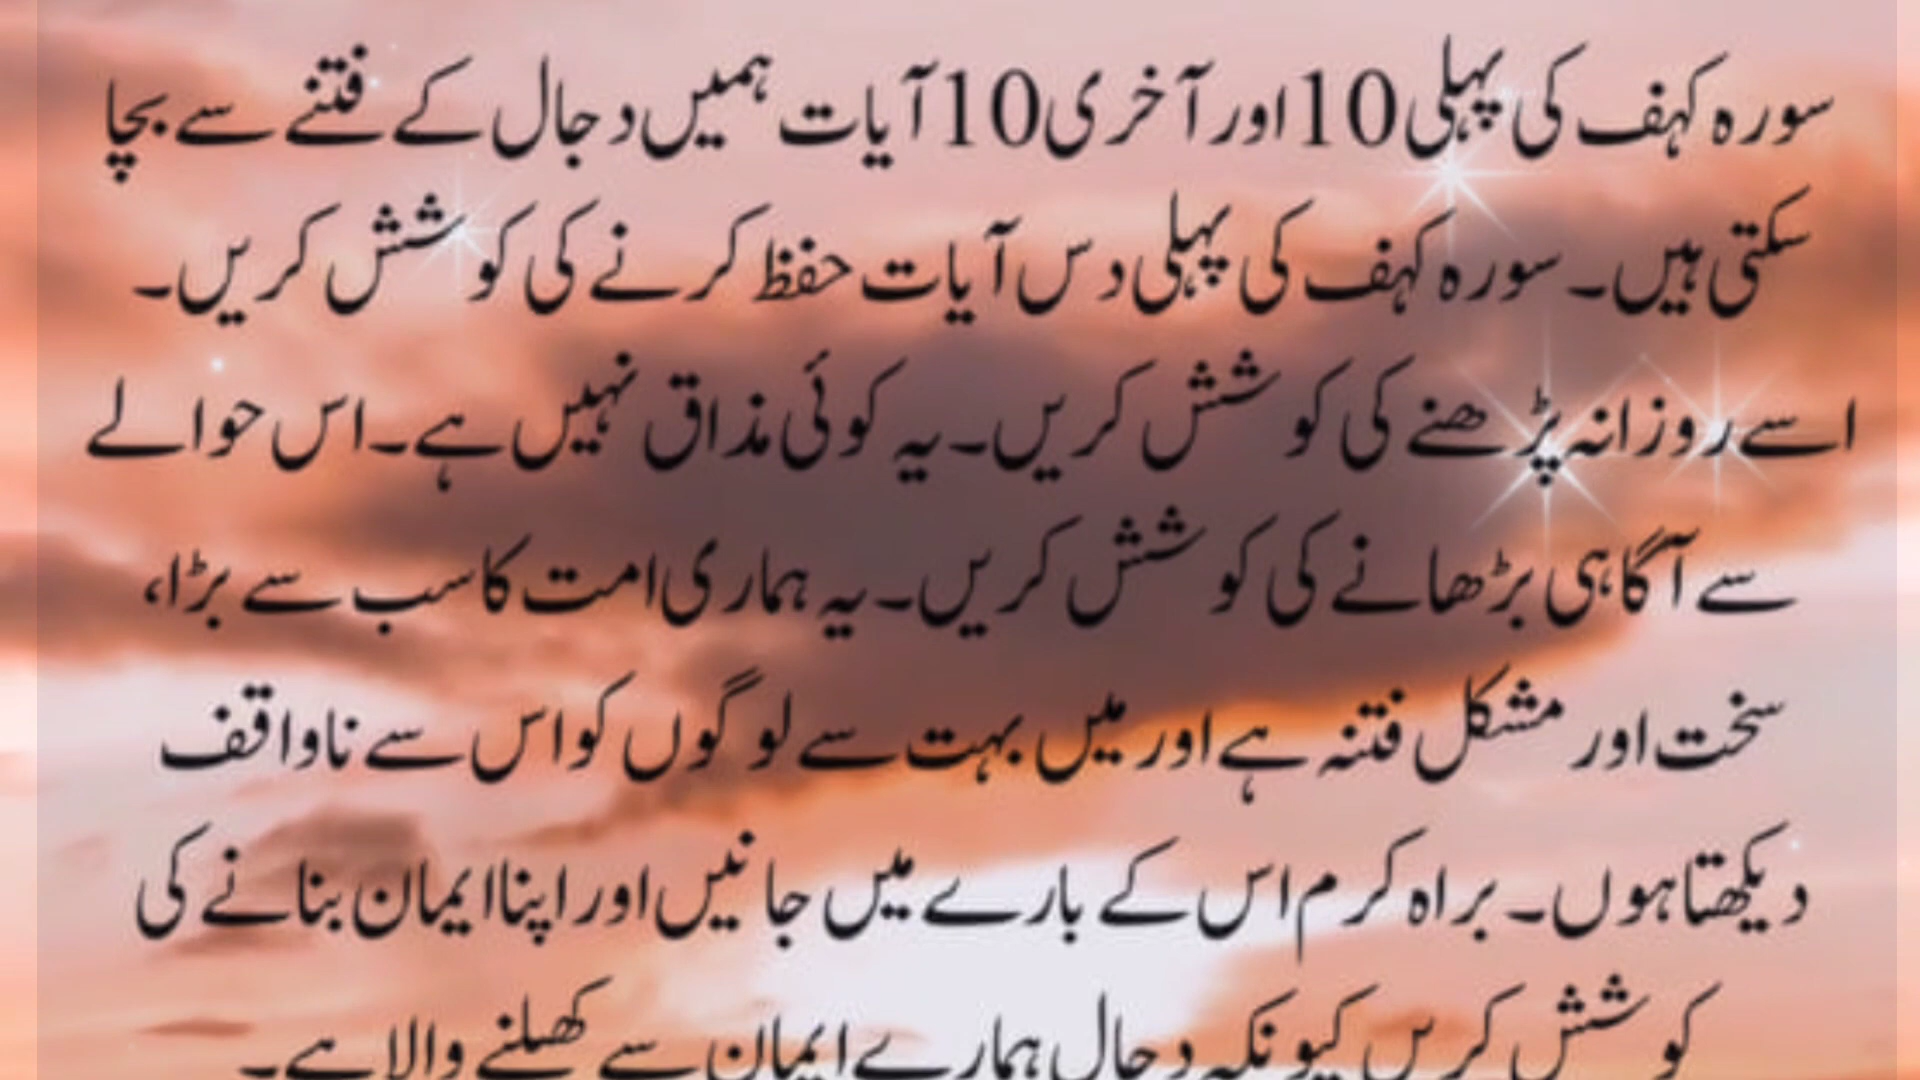 سورہ کہف کی پہلی 10 اور آخری 10 آیات ہمیں دجال کے فتنے سے بچا
سکتی ہیں۔ سورہ کہف کی پہلی دس آیات حفظ کرنے کی کوشش کریں۔
اسے روزانہ پڑھنے کی کوشش کریں۔ یہ کوئی مذاق نہیں ہے۔ اس حوالے
سے آگاہی بڑھانے کی کوشش کریں۔ یہ ہماری امت کا سب سے بڑا،
سخت اور مشکل فتنہ ہے اور میں بہت سے لوگوں کو اس سے ناواقف
دیکھتا ہوں۔ براہ کرم اس کے بارے میں جانیں اور اپنا ایمان بنانے کی
کوشش کریں کیونکہ دجال ہمارے ایمان سے کھیلنے والا ہے۔